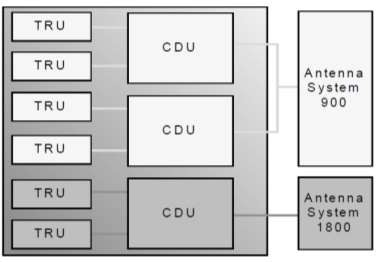 TRU
TRU
TRU
TRU
TRU
TRU
CDU
CDU
CDU
Antenna
System
900
Antenna
System
1800